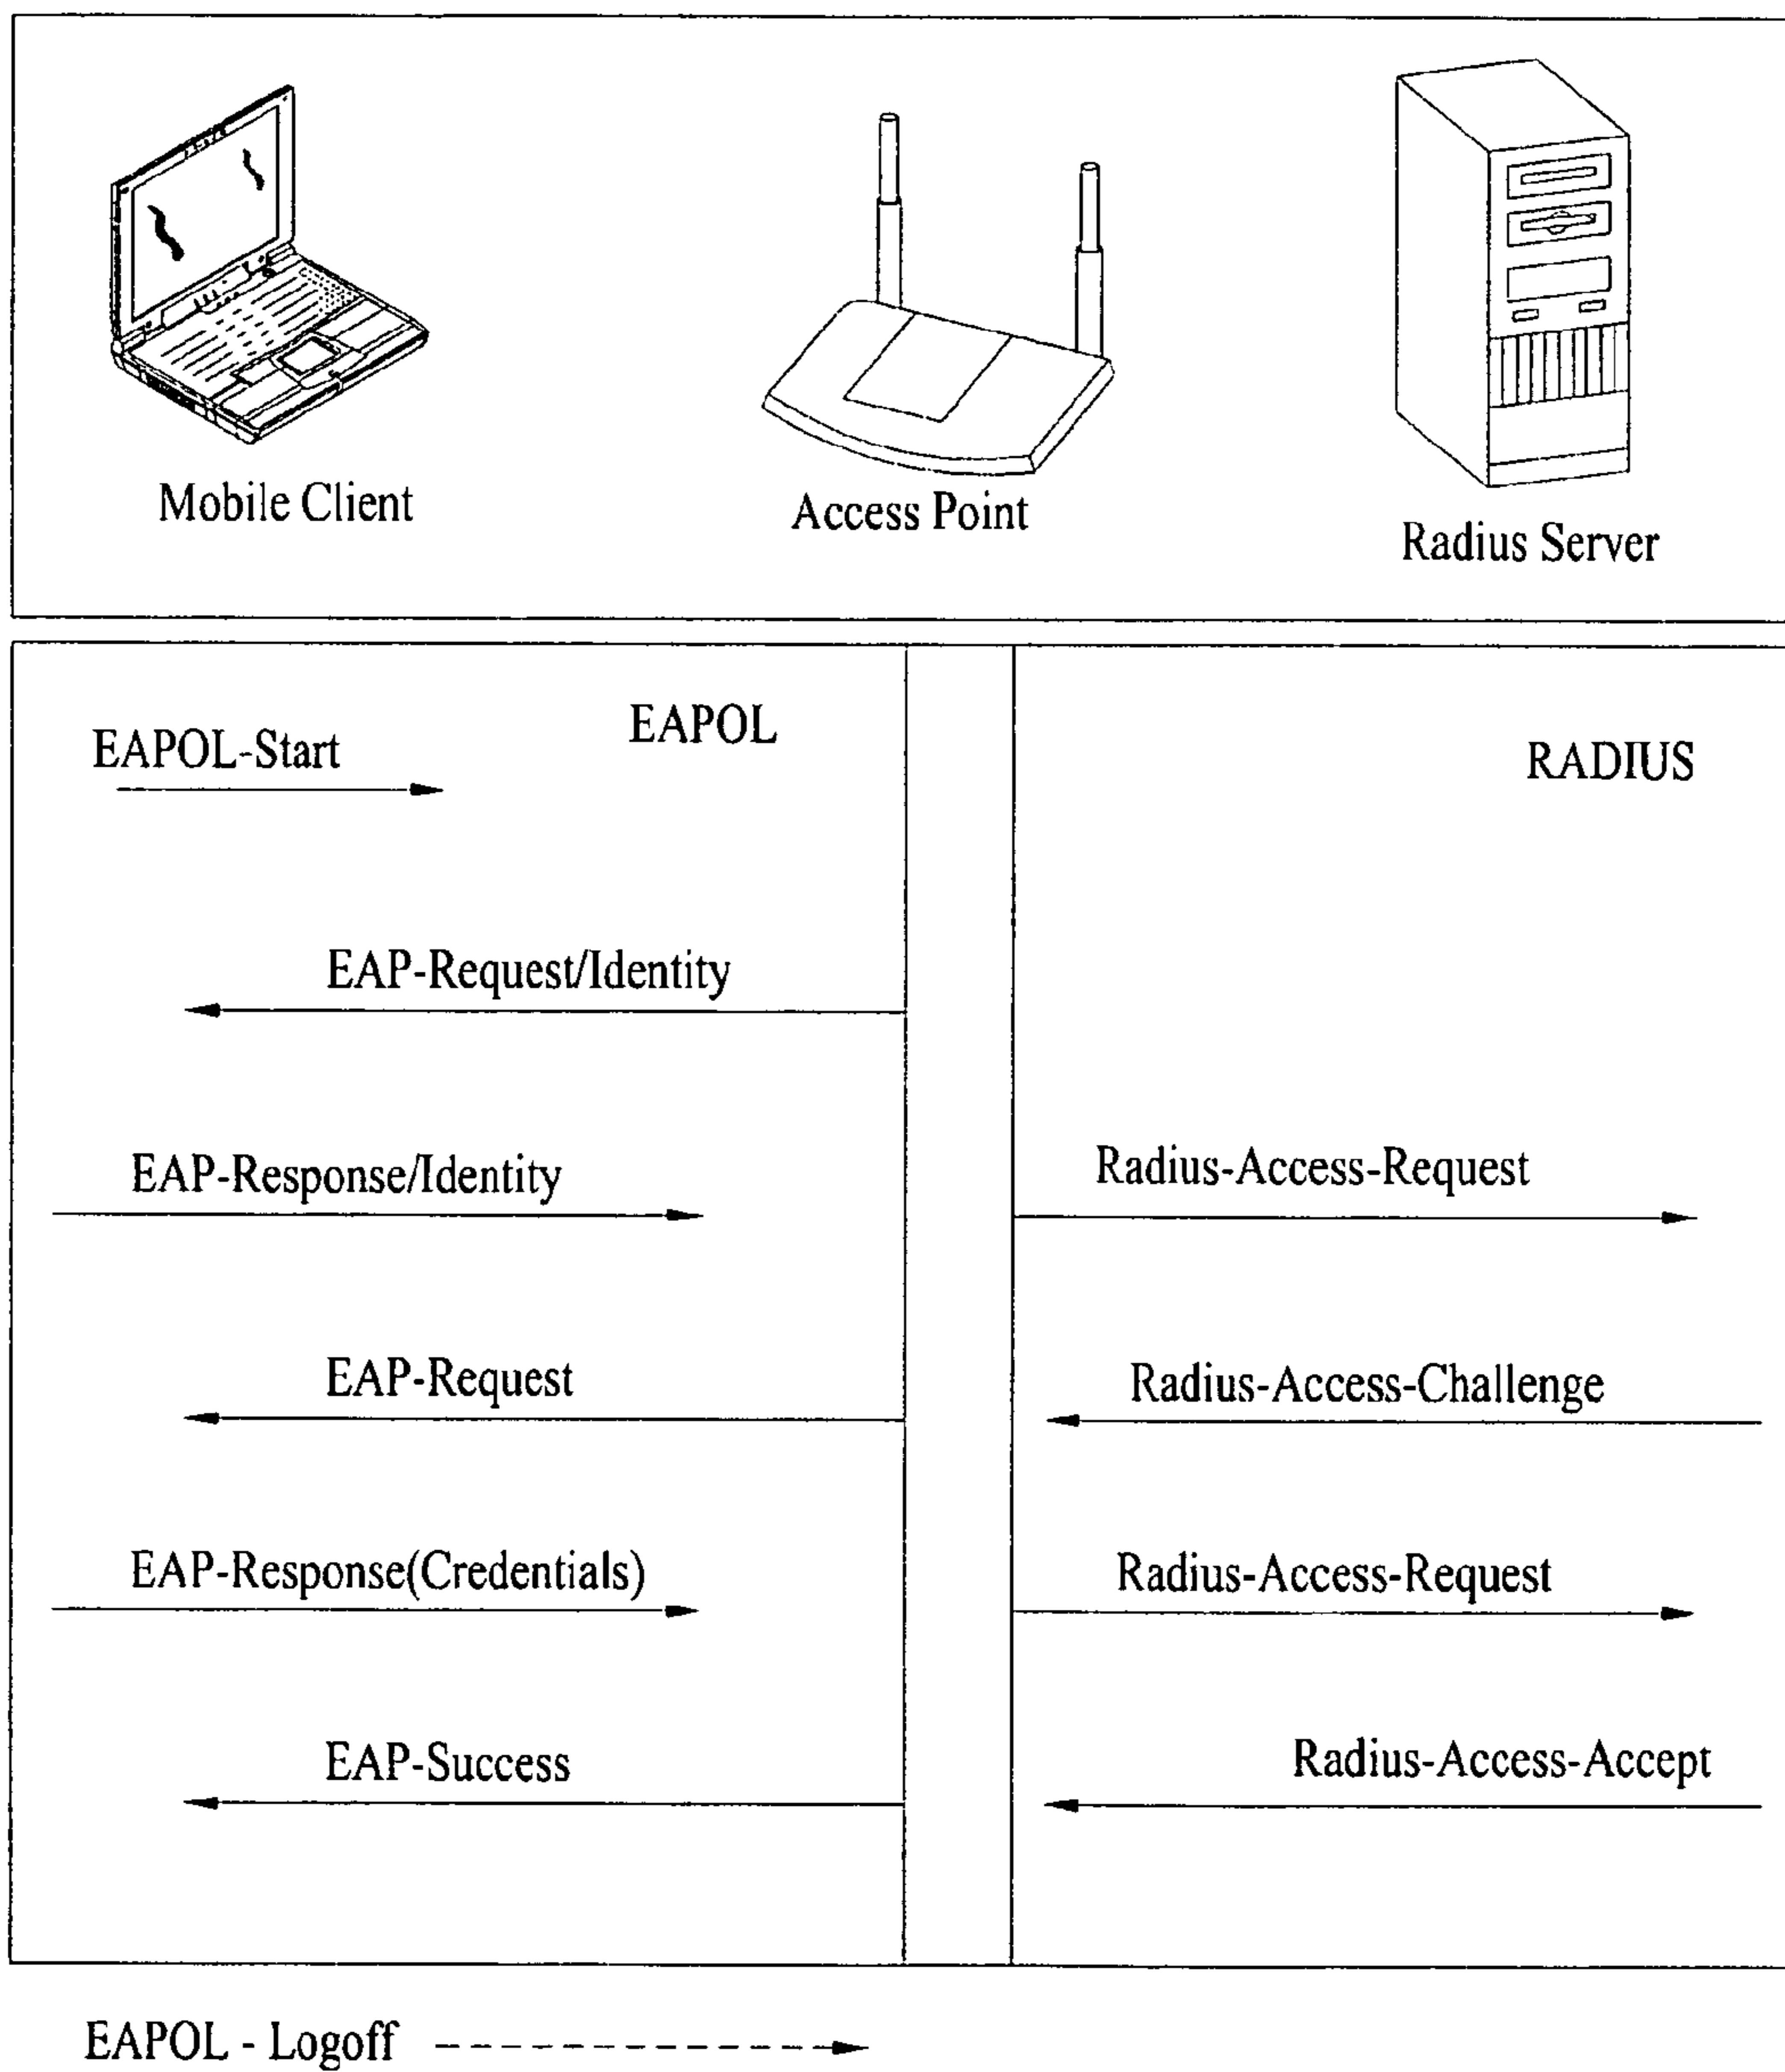 Mobile Client
Access Point
Radius Server
EAPOL
EAPOL-Start
RADIUS
EAP-Request/Identity
EAP-Response/Identity
Radius-Access-Request
EAP-Request
Radius-Access-Challenge
EAP-Response(Credentials)
Radius-Access-Request
EAP-Success
Radius-Access-Accept
EAPOL - Logoff